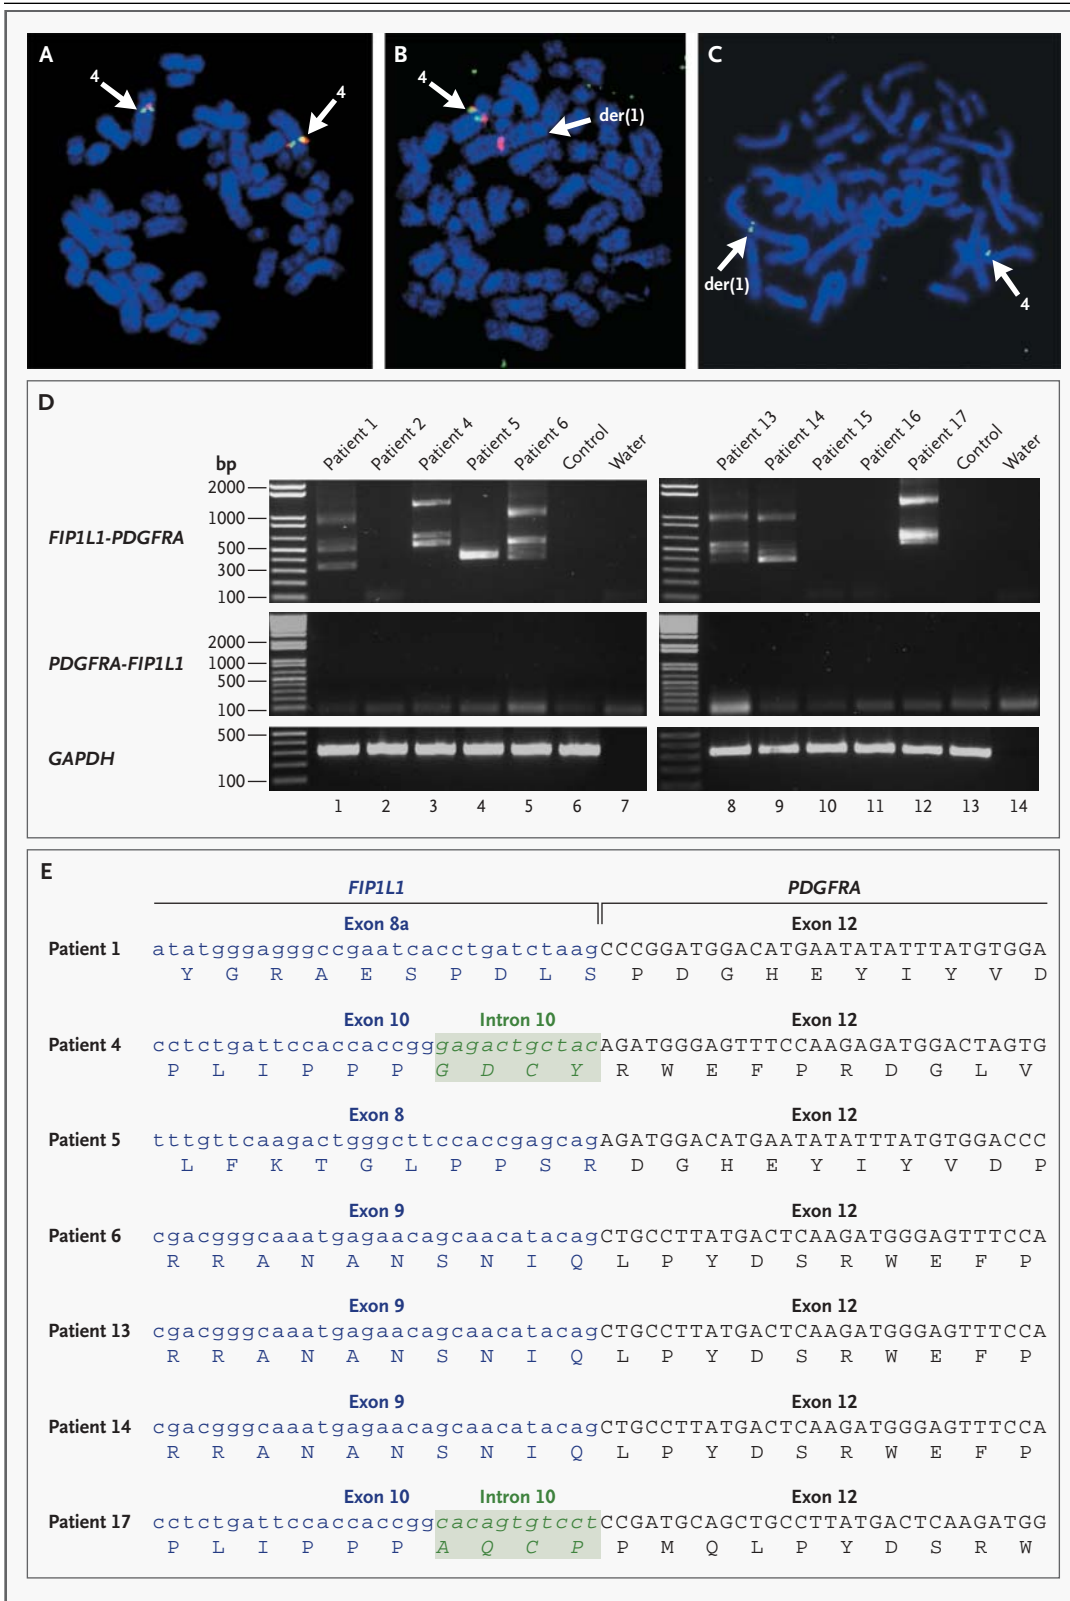 A
B
C
4
4
4
der(1)
der(1)
4
D
Patient 1 Patient 2 Patient 4 Patient 5 Patient 6 Control Water Patient 13 Patient 14 Patient 15 Patient 16 Patient 17 Control Water
bp
2000
1000
FIP1L1-PDGFRA
500
300
100
2000
PDGFRA-FIP1L1
1000
500
100
500
GAPDH
100
1 2 3 4 5 6 7 8 9 10 11 12 13 14
E
FIP1L1 PDGFRA
Exon 8a Exon 12
Patient 1 atatgggagggccgaatcacctgatctaagCCCGGATGGACATGAATATATTTATGTGGA
Y G R A E S P D L S P D G H E Y I Y V D
Exon 10 Intron 10 Exon 12
Patient 4 cctctgattccaccaccgggagactgctacAGATGGGAGTTTCCAAGAGATGGACTAGTG
P L I P P P G D C Y R W E F P R D G L V
Exon 8 Exon 12
Patient 5 tttgttcaagactgggcttccaccgagcagAGATGGACATGAATATATTTATGTGGACCC
L F K T G L P P S R D G H E Y I Y V D P
Exon 9 Exon 12
Patient 6 cgacgggcaaatgagaacagcaacatacagCTGCCTTATGACTCAAGATGGGAGTTTCCA
R R A N A N S N I Q L P Y D S R W E F P
Exon 9 Exon 12
Patient 13 cgacgggcaaatgagaacagcaacatacagCTGCCTTATGACTCAAGATGGGAGTTTCCA
R R A N A N S N I Q L P Y D S R W E F P
Exon 9 Exon 12
Patient 14 cgacgggcaaatgagaacagcaacatacagCTGCCTTATGACTCAAGATGGGAGTTTCCA
R R A N A N S N I Q L P Y D S R W E F P
Exon 10 Intron 10 Exon 12
Patient 17 cctctgattccaccaccggcacagtgtcctCCGATGCAGCTGCCTTATGACTCAAGATGG
P L I P P P A Q C P P M Q L P Y D S R W